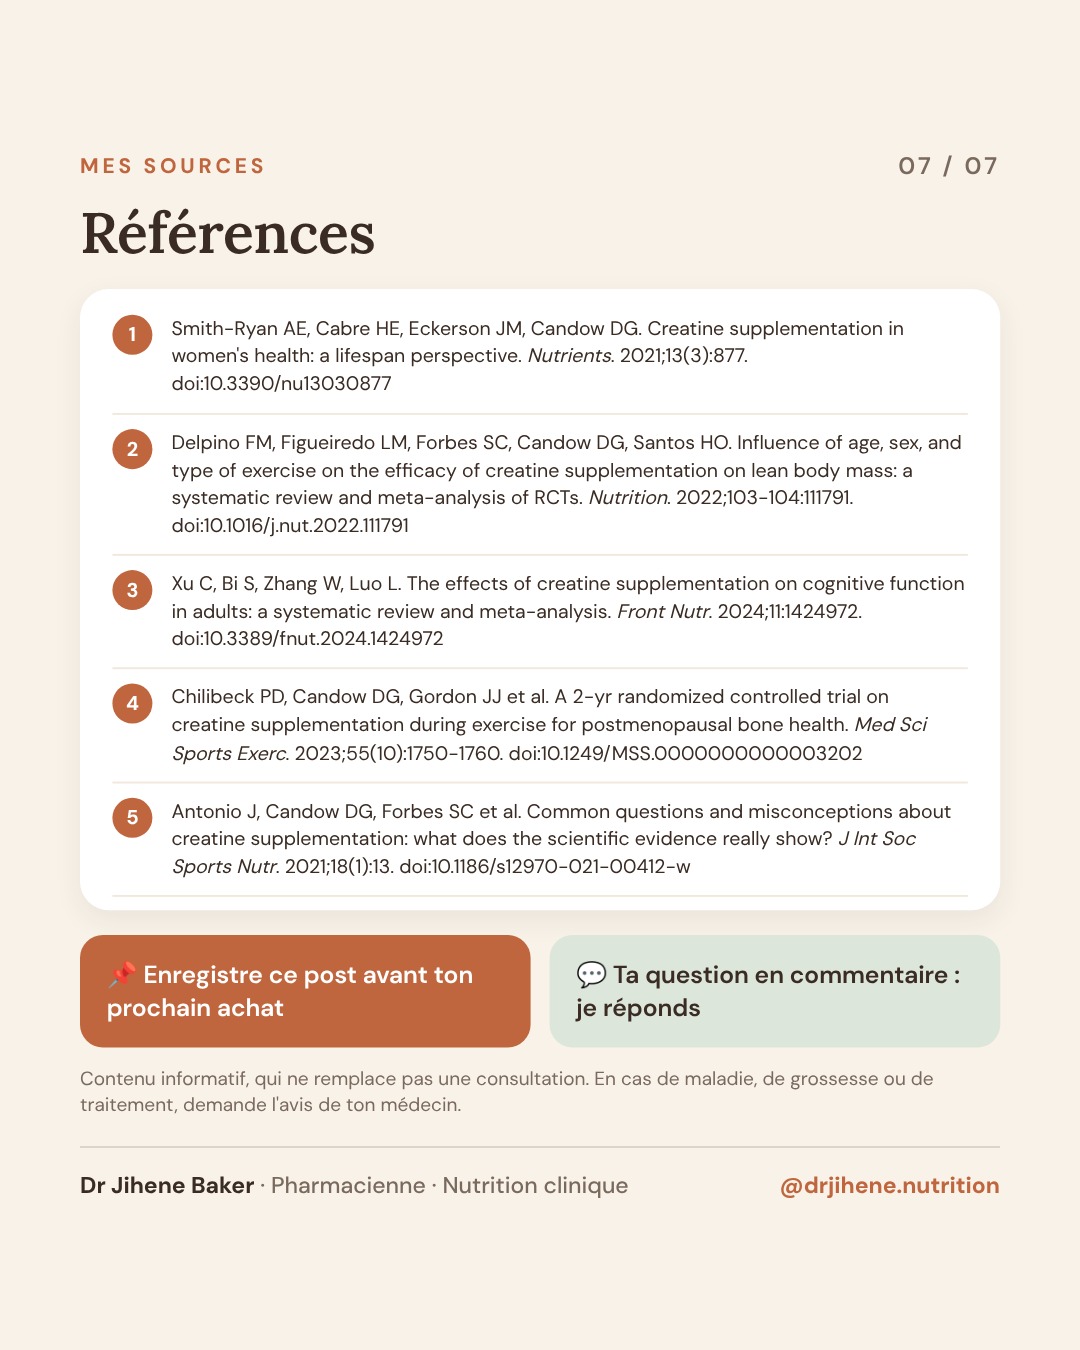 MES SOURCES
07 / 07
Références
1
Smith-Ryan AE, Cabre HE, Eckerson JM, Candow DG. Creatine supplementation in
women's health: a lifespan perspective. Nutrients. 2021;13(3):877.
doi:10.3390/nu13030877
2
Delpino FM, Figueiredo LM, Forbes SC, Candow DG, Santos HO. Influence of age, sex, and
type of exercise on the efficacy of creatine supplementation on lean body mass: a
systematic review and meta-analysis of RCTs. Nutrition. 2022;103-104:111791.
doi:10.1016/j.nut.2022.111791
3
Xu C, Bi S, Zhang W, Luo L. The effects of creatine supplementation on cognitive function
in adults: a systematic review and meta-analysis. Front Nutr. 2024;11:1424972.
doi:10.3389/fnut.2024.1424972
4
Chilibeck PD, Candow DG, Gordon JJ et al. A 2-yr randomized controlled trial on
creatine supplementation during exercise for postmenopausal bone health. Med Sci
Sports Exerc. 2023;55(10):1750-1760. doi:10.1249/MSS.0000000000003202
5
Antonio J, Candow DG, Forbes SC et al. Common questions and misconceptions about
creatine supplementation: what does the scientific evidence really show? J Int Soc
Sports Nutr. 2021;18(1):13. doi:10.1186/s12970-021-00412-w
📌 Enregistre ce post avant ton
prochain achat
💬 Ta question en commentaire :
je réponds
Contenu informatif, qui ne remplace pas une consultation. En cas de maladie, de grossesse ou de
traitement, demande l'avis de ton médecin.
Dr Jihene Baker · Pharmacienne · Nutrition clinique
@drjihene.nutrition